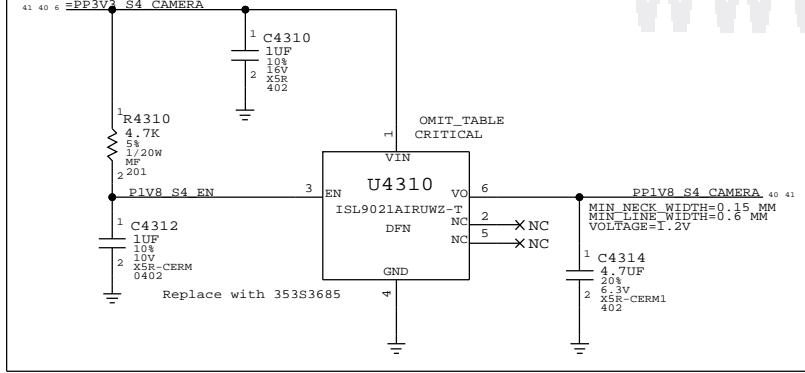 41 40 6 =PP3V3_S4_CAMERA
1 C4310
1UF
10%
16V
2 X5R
402
1 R4310
4.7K
5%
1/20W
MF
2 201
OMIT_TABLE
CRITICAL
1
VIN
P1V8_S4_EN 3 EN U4310 VO 6 PP1V8_S4_CAMERA 40 41
ISL9021AIRUWZ-T NC 2 NC
DFN NC 5 NC
MIN_NECK_WIDTH=0.15 MM
MIN_LINE_WIDTH=0.6 MM
VOLTAGE=1.2V
1 C4312
1UF
10%
10V
2 X5R-CERM
0402
GND
4
Replace with 353S3685
1 C4314
4.7UF
20%
6.3V
2 X5R-CERM1
402